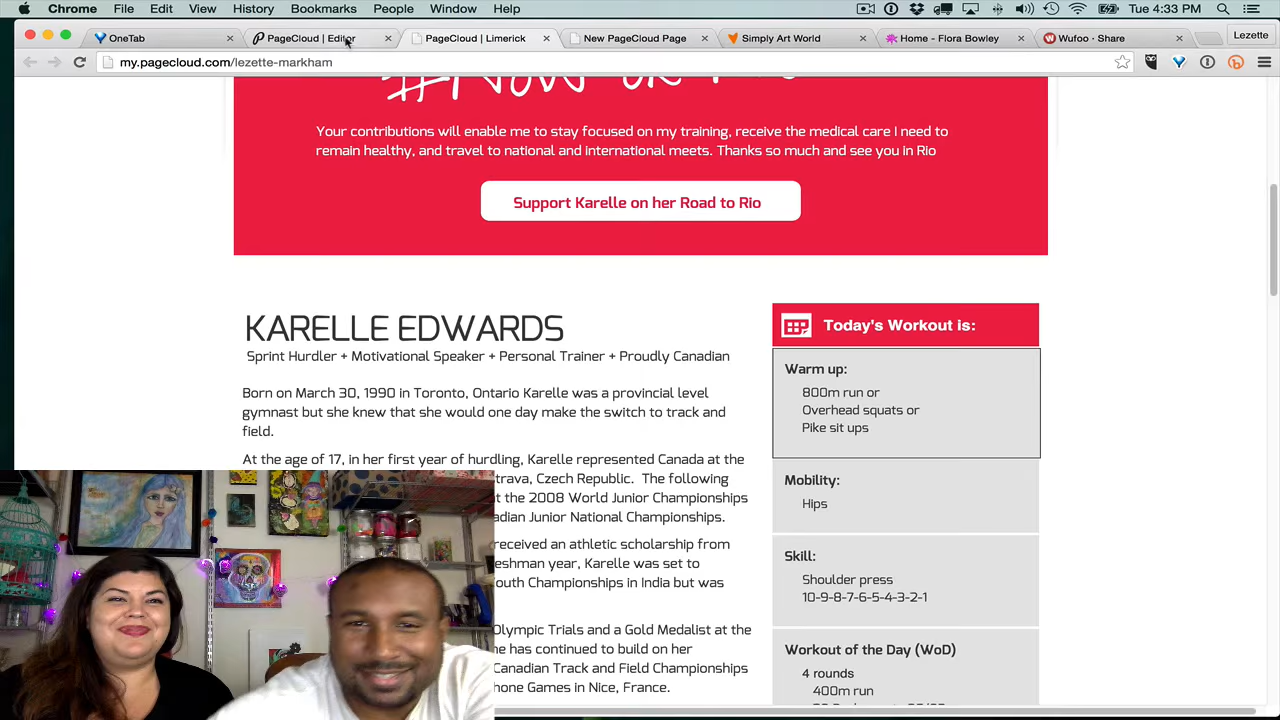 Chrome File Edit View History Bookmarks People Window Help Tue 4:33 PM
OneTab PageCloud | Editor PageCloud | Limerick New PageCloud Page Simply Art World Home - Flora Bowley Wufoo · Share Lezette
my.pagecloud.com/lezette-markham
Your contributions will enable me to stay focused on my training, receive the medical care I need to
remain healthy, and travel to national and international meets. Thanks so much and see you in Rio
Support Karelle on her Road to Rio
KARELLE EDWARDS
Sprint Hurdler + Motivational Speaker + Personal Trainer + Proudly Canadian
Born on March 30, 1990 in Toronto, Ontario Karelle was a provincial level
gymnast but she knew that she would one day make the switch to track and
field.
At the age of 17, in her first year of hurdling, Karelle represented Canada at the
Czech Republic. The following
at the 2008 World Junior Championships
Junior National Championships.
received an athletic scholarship from
year, Karelle was set to
Championships in India but was
Olympic Trials and a Gold Medalist at the
has continued to build on her
Canadian Track and Field Championships
Games in Nice, France.
Today's Workout is:
Warm up:
800m run or
Overhead squats or
Pike sit ups
Mobility:
Hips
Skill:
Shoulder press
10-9-8-7-6-5-4-3-2-1
Workout of the Day (WoD)
4 rounds
400m run